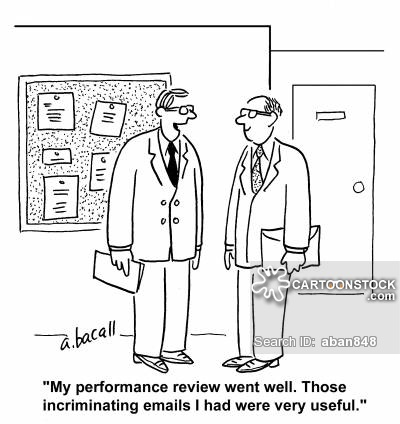 CARTOONSTOCK
.com
Search ID: aban848
a.bacall
"My performance review went well. Those
incriminating emails I had were very useful."